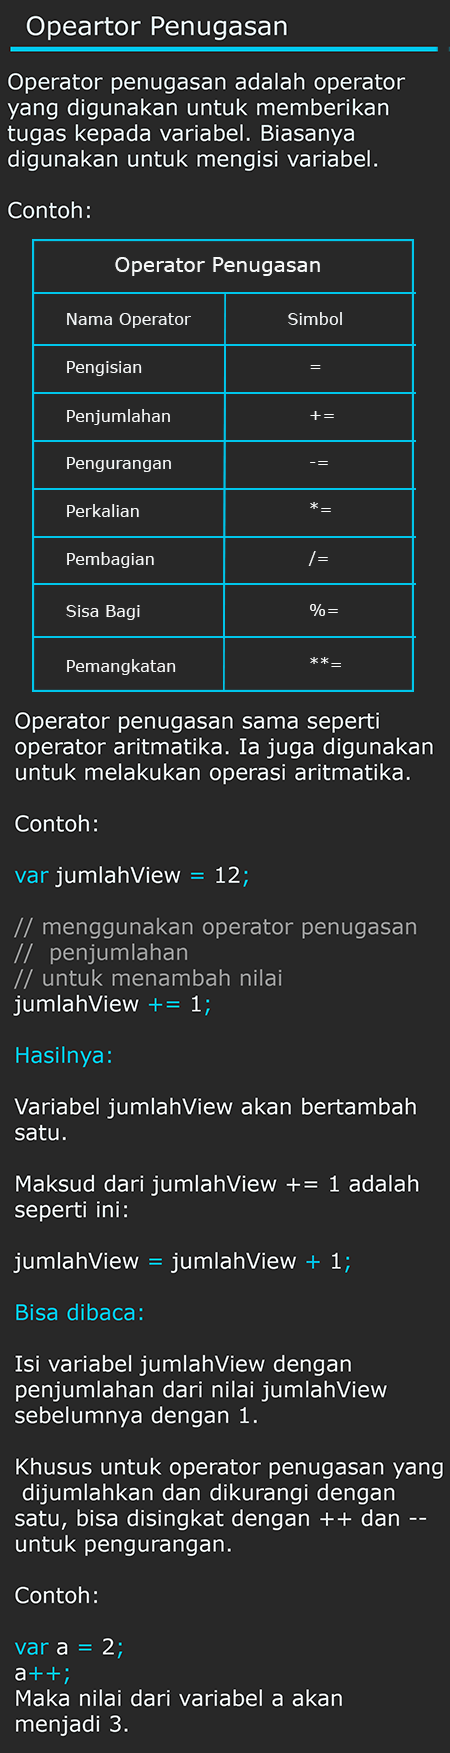 Opeartor Penugasan
Operator penugasan adalah operator
yang digunakan untuk memberikan
tugas kepada variabel. Biasanya
digunakan untuk mengisi variabel.
Contoh:
Operator Penugasan
Nama Operator Simbol
Pengisian =
Penjumlahan +=
Pengurangan -=
Perkalian *=
Pembagian /=
Sisa Bagi %=
Pemangkatan **=
Operator penugasan sama seperti
operator aritmatika. Ia juga digunakan
untuk melakukan operasi aritmatika.
Contoh:
var jumlahView = 12;
// menggunakan operator penugasan
// penjumlahan
// untuk menambah nilai
jumlahView += 1;
Hasilnya:
Variabel jumlahView akan bertambah
satu.
Maksud dari jumlahView += 1 adalah
seperti ini:
jumlahView = jumlahView + 1;
Bisa dibaca:
Isi variabel jumlahView dengan
penjumlahan dari nilai jumlahView
sebelumnya dengan 1.
Khusus untuk operator penugasan yang
dijumlahkan dan dikurangi dengan
satu, bisa disingkat dengan ++ dan --
untuk pengurangan.
Contoh:
var a = 2;
a++;
Maka nilai dari variabel a akan
menjadi 3.